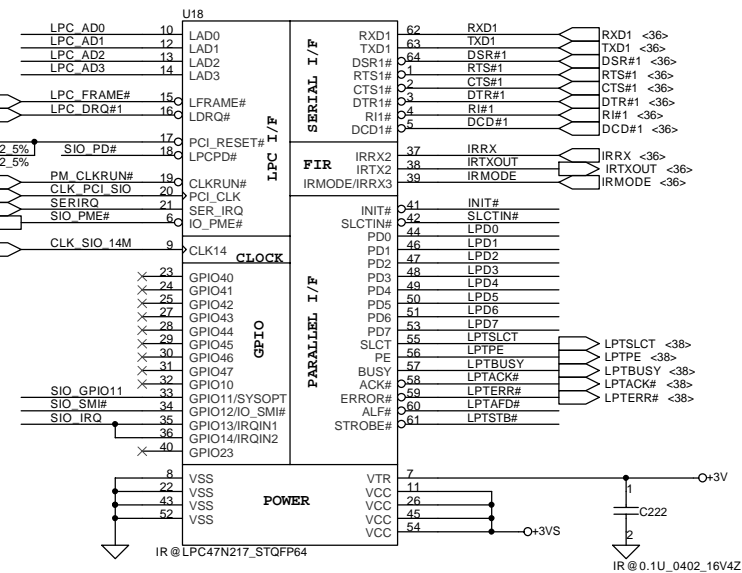 U18
LPC_AD0 10 LAD0 RXD1 62 RXD1 RXD1 <36>
LPC_AD1 12 LAD1 TXD1 63 TXD1 TXD1 <36>
LPC_AD2 13 LAD2 DSR1# 64 DSR#1 DSR#1 <36>
LPC_AD3 14 LAD3 RTS1# 1 RTS#1 RTS#1 <36>
CTS1# 2 CTS#1 CTS#1 <36>
LPC_FRAME# 15 LFRAME# DTR1# 3 DTR#1 DTR#1 <36>
LPC_DRQ#1 16 LDRQ# RI1# 4 RI#1 RI#1 <36>
DCD1# 5 DCD#1 DCD#1 <36>
LPC I/F
SERIAL I/F
2_5% 17 PCI_RESET#
2_5% SIO_PD# 18 LPCPD# IRRX2 37 IRRX IRRX <36>
FIR IRTX2 38 IRTXOUT IRTXOUT <36>
PM_CLKRUN# 19 CLKRUN# IRMODE/IRRX3 39 IRMODE IRMODE <36>
CLK_PCI_SIO 20 PCI_CLK
SERIRQ 21 SER_IRQ INIT# 41 INIT#
SIO_PME# 6 IO_PME# SLCTIN# 42 SLCTIN#
PD0 44 LPD0
CLK_SIO_14M 9 CLK14 PD1 46 LPD1
CLOCK PD2 47 LPD2
23 GPIO40 PD3 48 LPD3
24 GPIO41 PD4 49 LPD4
25 GPIO42 PD5 50 LPD5
27 GPIO43 PD6 51 LPD6
28 GPIO44 PD7 53 LPD7
29 GPIO45 SLCT 55 LPTSLCT LPTSLCT <38>
30 GPIO46 PE 56 LPTPE LPTPE <38>
31 GPIO47 BUSY 57 LPTBUSY LPTBUSY <38>
32 GPIO10 ACK# 58 LPTACK# LPTACK# <38>
SIO_GPIO11 33 GPIO11/SYSOPT ERROR# 59 LPTERR# LPTERR# <38>
SIO_SMI# 34 GPIO12/IO_SMI# ALF# 60 LPTAFD#
SIO_IRQ 35 GPIO13/IRQIN1 STROBE# 61 LPTSTB#
36 GPIO14/IRQIN2
40 GPIO23
GPIO
PARALLEL I/F
8 VSS VTR 7 +3V
22 VSS VCC 11 1
43 VSS POWER VCC 26 C222
52 VSS VCC 45 2
VCC 54 +3VS
IR@LPC47N217_STQFP64
IR@0.1U_0402_16V4Z